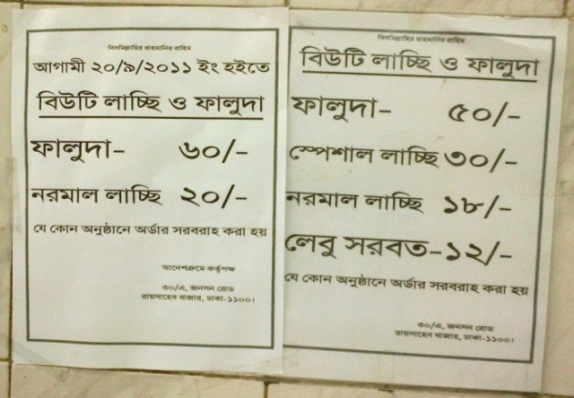 বিসমিল্লাহির রাহমানির রাহিম
আগামী ২০/৯/২০১১ ইং হইতে
বিউটি লাচ্ছি ও ফালুদা
ফালুদা- ৬০/-
নরমাল লাচ্ছি ২০/-
যে কোন অনুষ্ঠানে অর্ডার সরবরাহ করা হয়
আদেশক্রমে কর্তৃপক্ষ
৩০/এ, জনসন রোড
রায়সাহেব বাজার, ঢাকা-১১০০।
বিসমিল্লাহির রাহমানির রাহিম
বিউটি লাচ্ছি ও ফালুদা
ফালুদা- ৫০/-
স্পেশাল লাচ্ছি ৩০/-
নরমাল লাচ্ছি ১৮/-
লেবু সরবত-১২/-
যে কোন অনুষ্ঠানে অর্ডার সরবরাহ করা হয়
৩০/এ, জনসন রোড
রায়সাহেব বাজার, ঢাকা-১১০০।